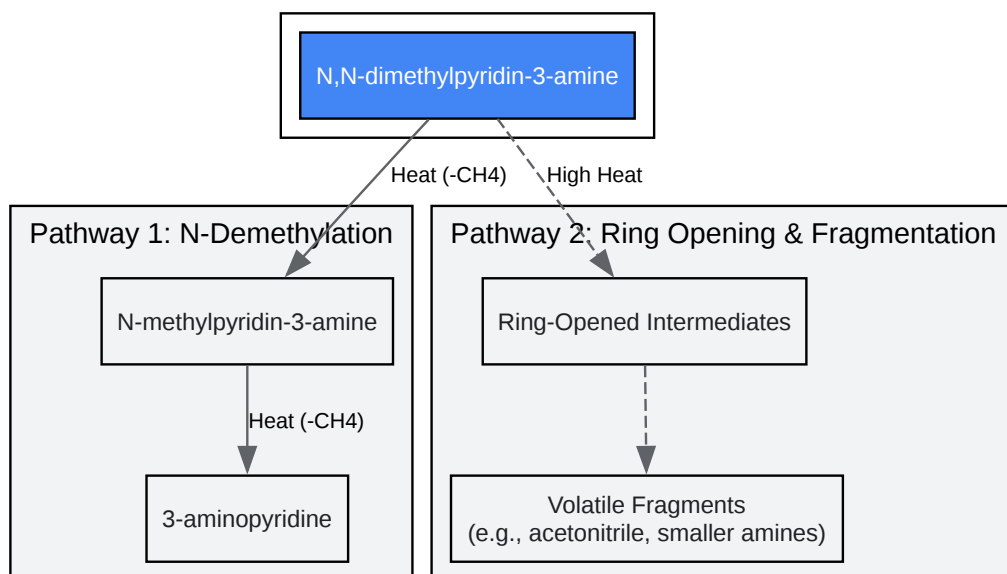 N,N-dimethylpyridin-3-amine
Heat (-CH4)
High Heat
Pathway 1: N-Demethylation
Pathway 2: Ring Opening & Fragmentation
N-methylpyridin-3-amine
Ring-Opened Intermediates
Heat (-CH4)
3-aminopyridine
Volatile Fragments
(e.g., acetonitrile, smaller amines)